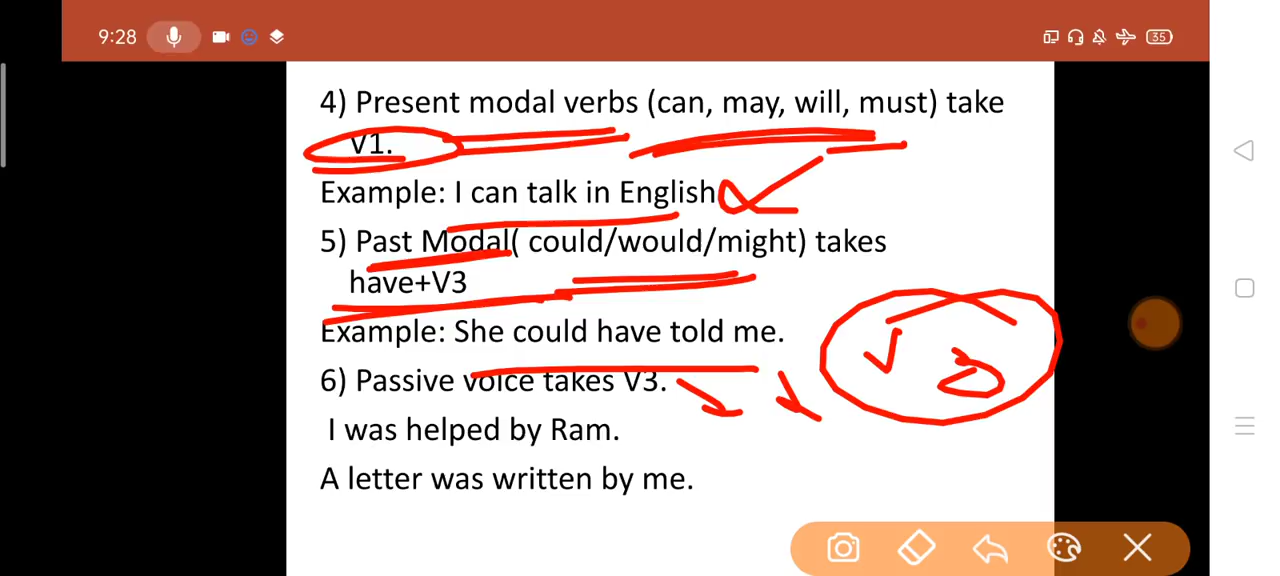 9:28
35
4) Present modal verbs (can, may, will, must) take
V1.
Example: I can talk in English
5) Past Modal( could/would/might) takes
have+V3
Example: She could have told me.
V3
6) Passive voice takes V3.
I was helped by Ram.
A letter was written by me.